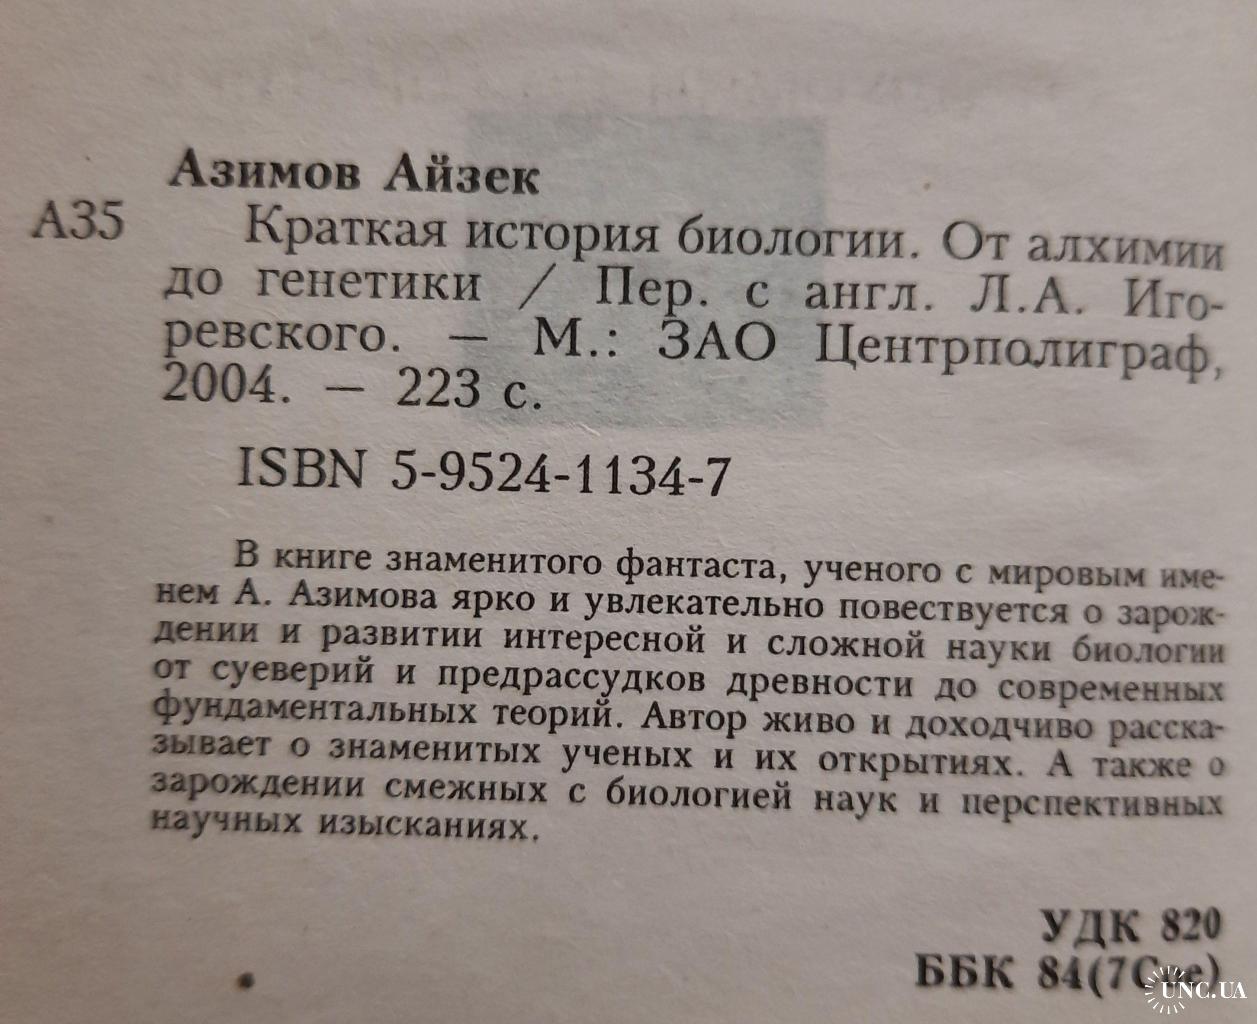 Азимов Айзек
А35 Краткая история биологии. От алхимии
до генетики / Пер. с англ. Л.А. Иго-
ревского. — М.: ЗАО Центрполиграф,
2004. — 223 с.
ISBN 5-9524-1134-7
В книге знаменитого фантаста, ученого с мировым име-
нем А. Азимова ярко и увлекательно повествуется о зарож-
дении и развитии интересной и сложной науки биологии
от суеверий и предрассудков древности до современных
фундаментальных теорий. Автор живо и доходчиво расска-
зывает о знаменитых ученых и их открытиях. А также о
зарождении смежных с биологией наук и перспективных
научных изысканиях.
УДК 820
ББК 84(7Сое)
UNC.UA